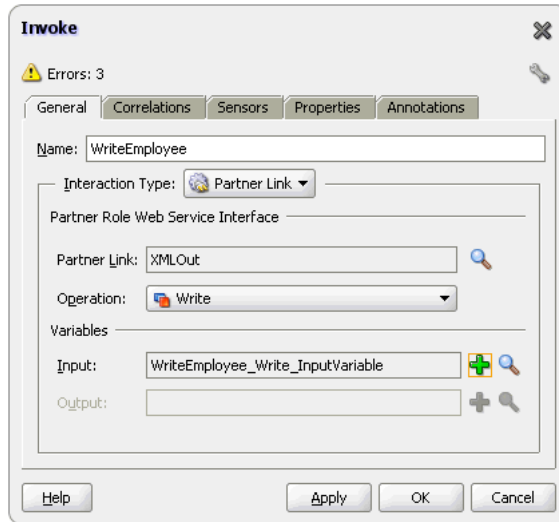 Invoke
Errors: 3
General Correlations Sensors Properties Annotations
Name: WriteEmployee
Interaction Type: Partner Link
Partner Role Web Service Interface
Partner Link: XMLOut
Operation: Write
Variables
Input: WriteEmployee_Write_InputVariable
Output:
Help Apply OK Cancel